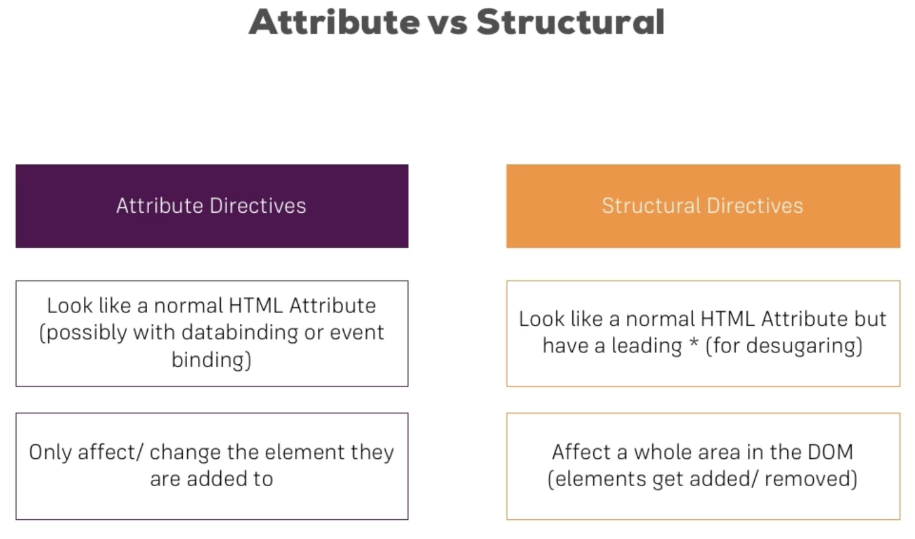 Attribute vs Structural
Attribute Directives
Structural Directives
Look like a normal HTML Attribute
(possibly with databinding or event
binding)
Look like a normal HTML Attribute but
have a leading * (for desugaring)
Only affect/ change the element they
are added to
Affect a whole area in the DOM
(elements get added/ removed)